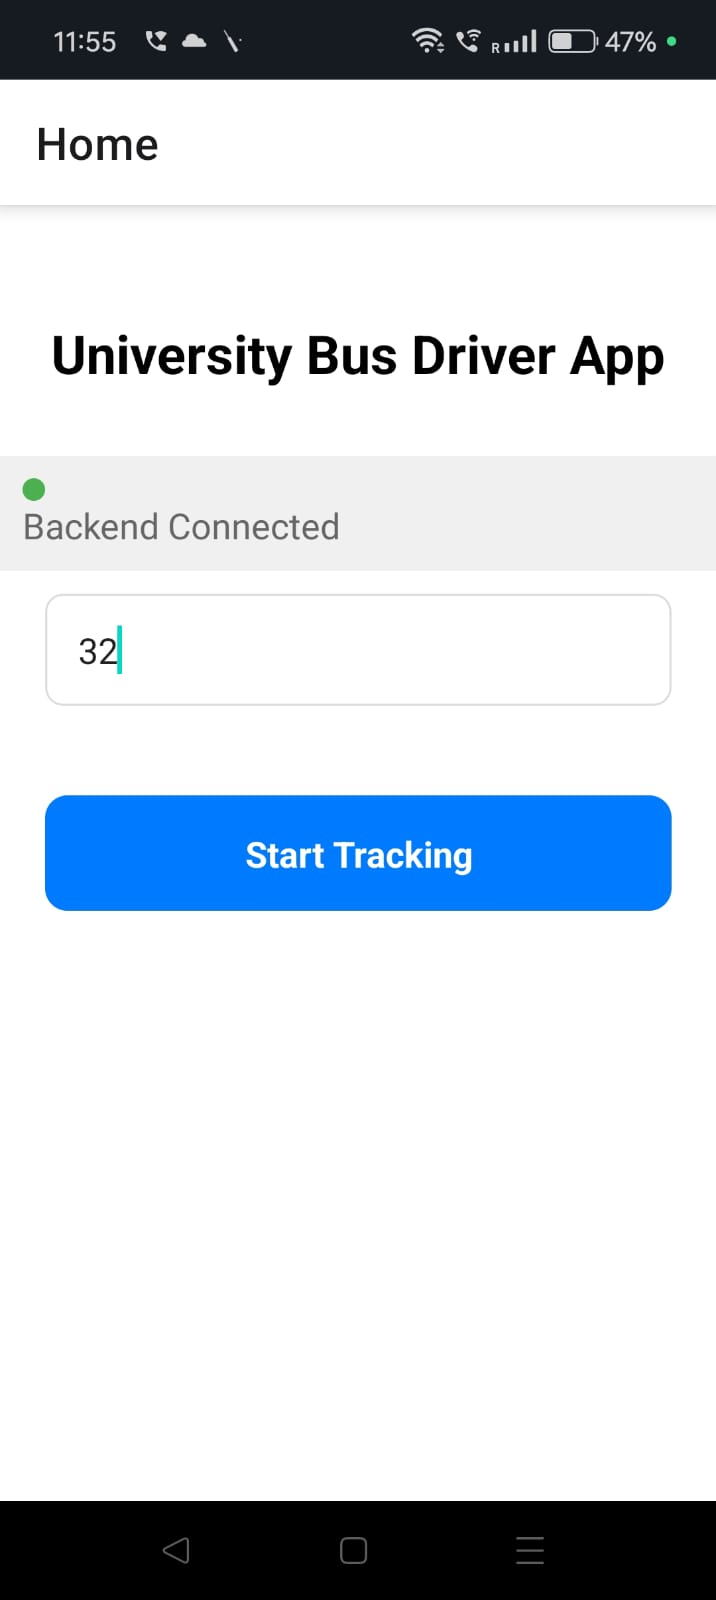 11:55 R 47%
Home
University Bus Driver App
Backend Connected
32
Start Tracking